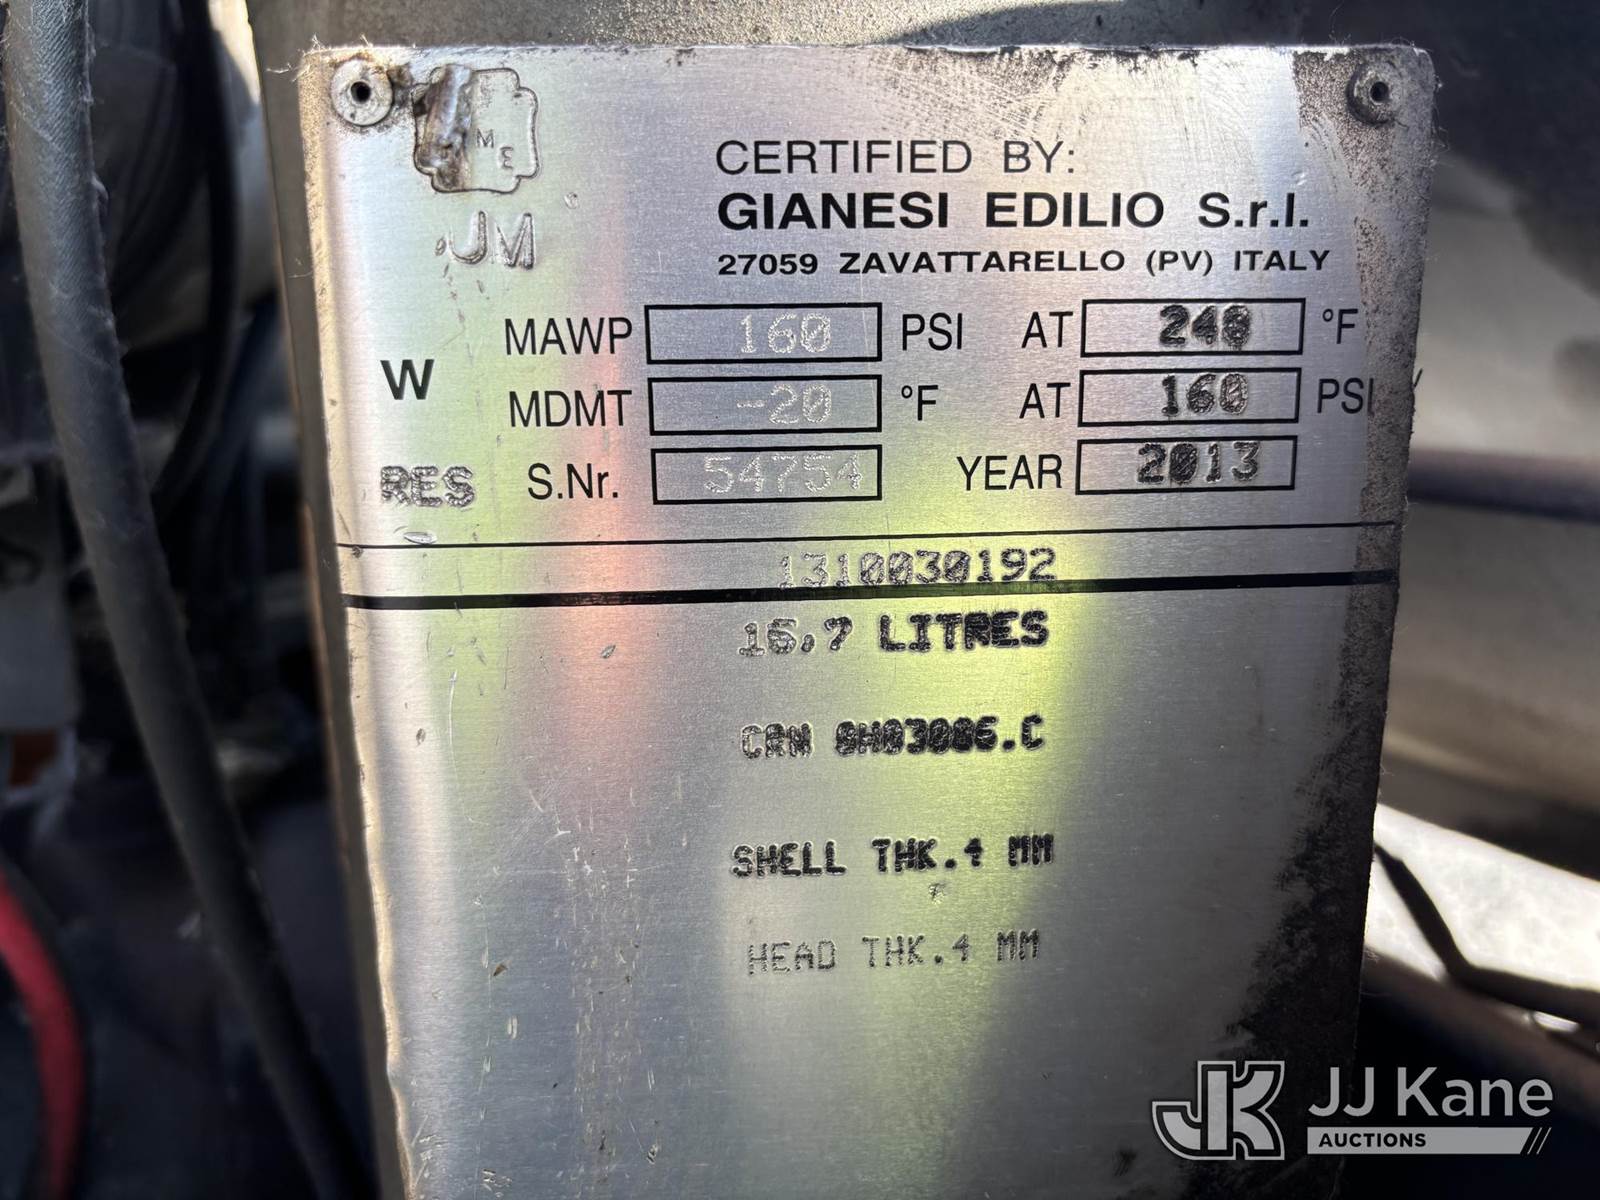 M E
UM
CERTIFIED BY:
GIANESI EDILIO S.r.l.
27059 ZAVATTARELLO (PV) ITALY
W
MAWP 160 PSI AT 240 °F
MDMT -20 °F AT 160 PSI
RES
S.Nr. 54754 YEAR 2013
1310030192
16,7 LITRES
CRN 0H03086.C
SHELL THK.4 MM
HEAD THK.4 MM
JK JJ Kane
AUCTIONS